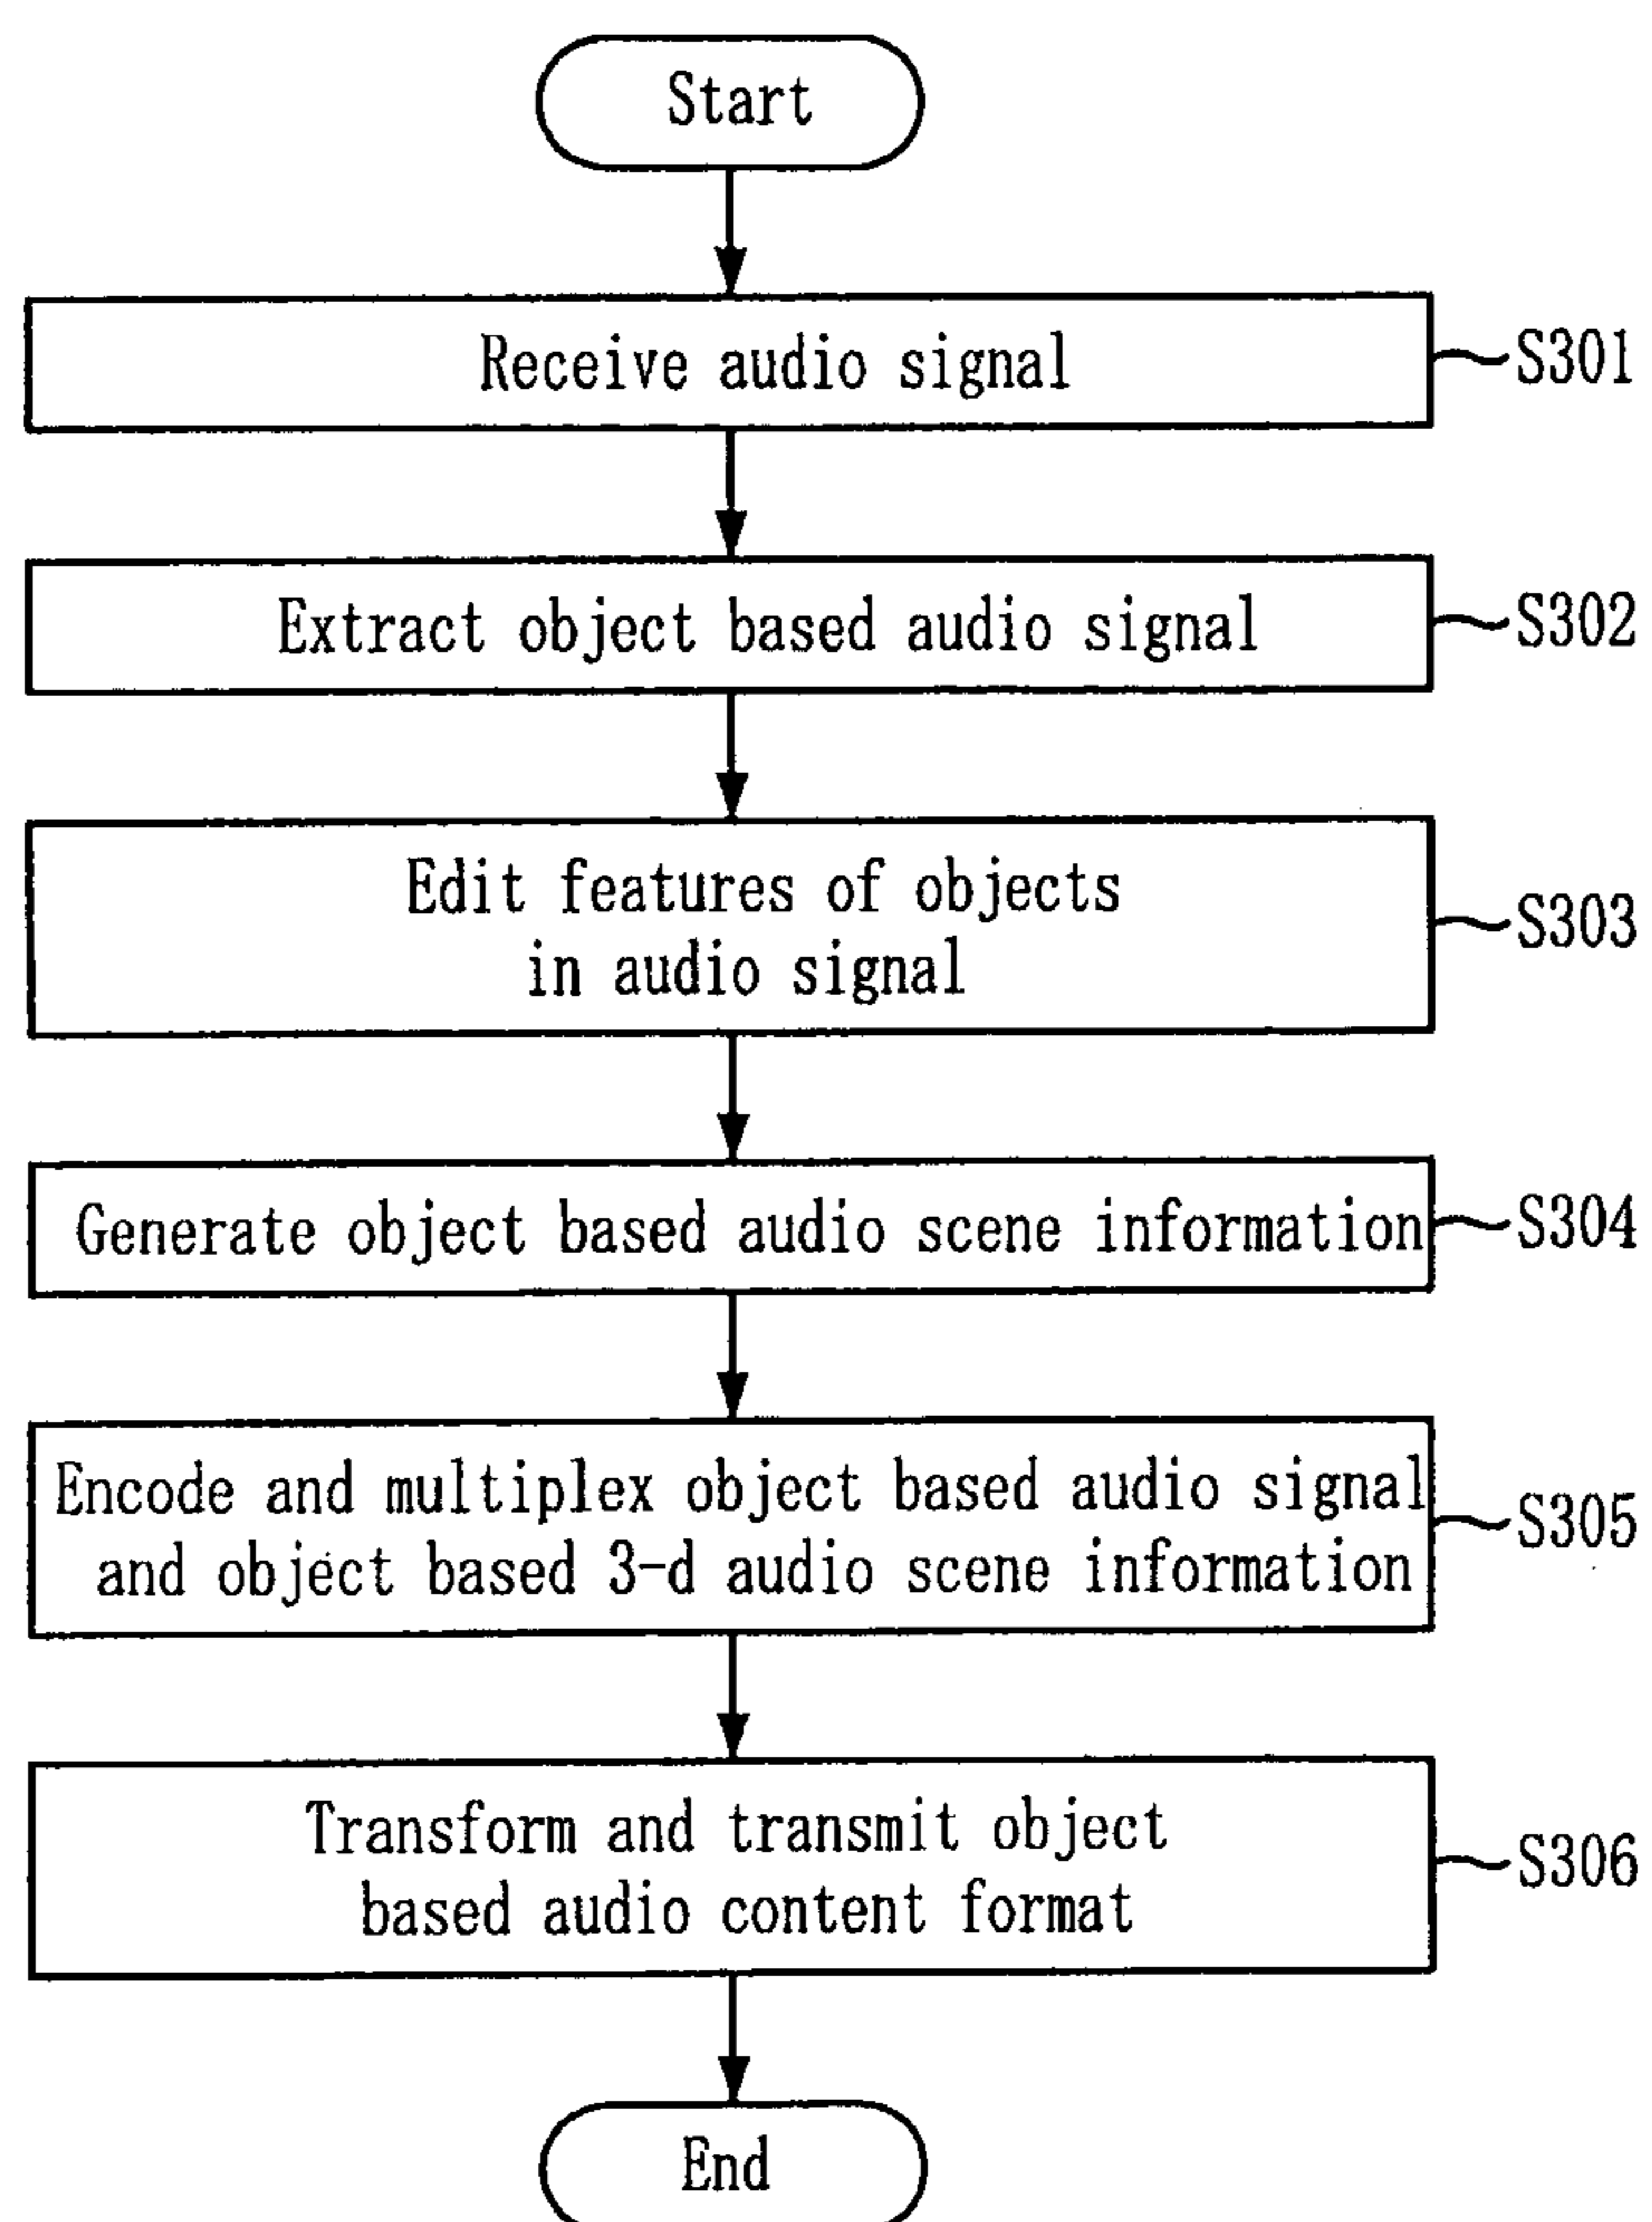 Start
Receive audio signal
S301
Extract object based audio signal
S302
Edit features of objects
in audio signal
S303
Generate object based audio scene information
S304
Encode and multiplex object based audio signal
and object based 3-d audio scene information
S305
Transform and transmit object
based audio content format
S306
End